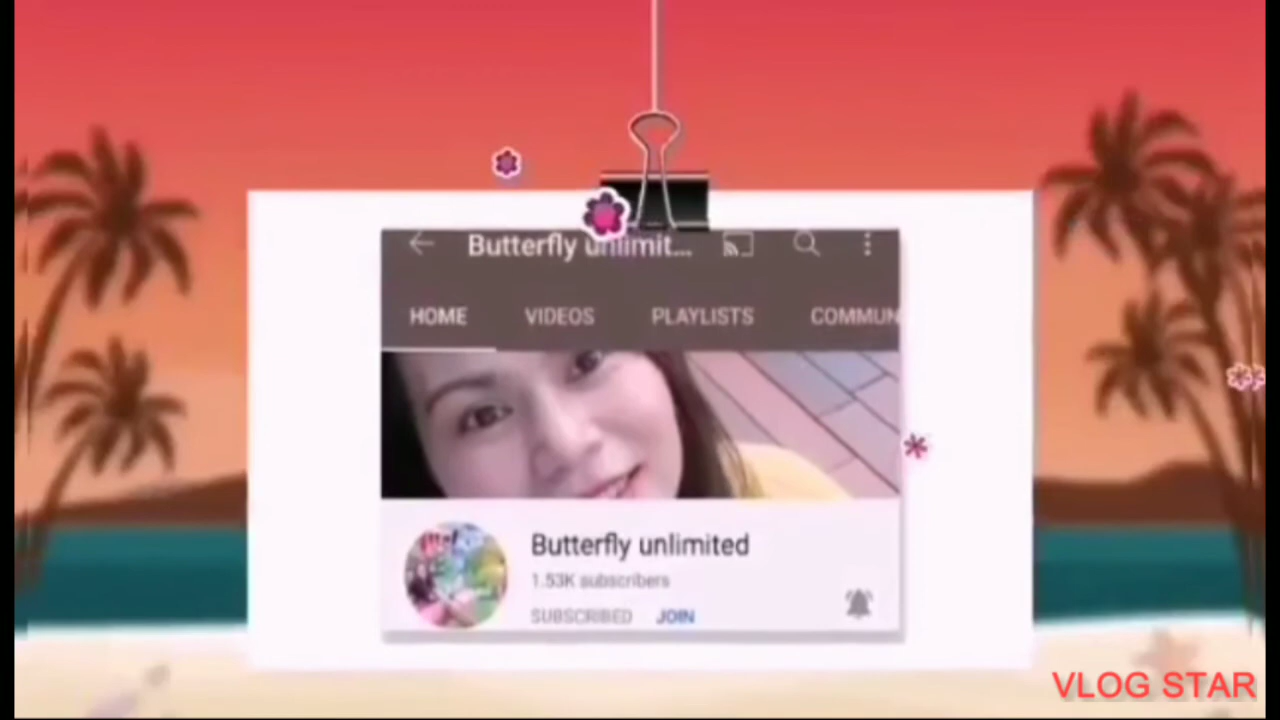 Butterfly unlimit...
HOME VIDEOS PLAYLISTS COMMUN
Butterfly unlimited
1.53K subscribers
SUBSCRIBED JOIN
VLOG STAR